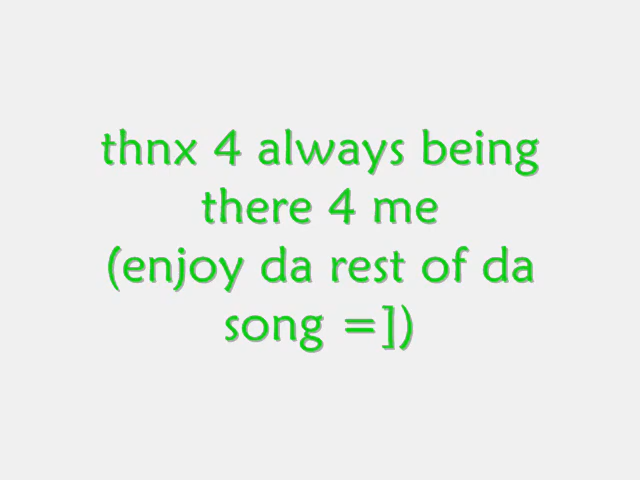 thnx 4 always being
there 4 me
(enjoy da rest of da
song =])